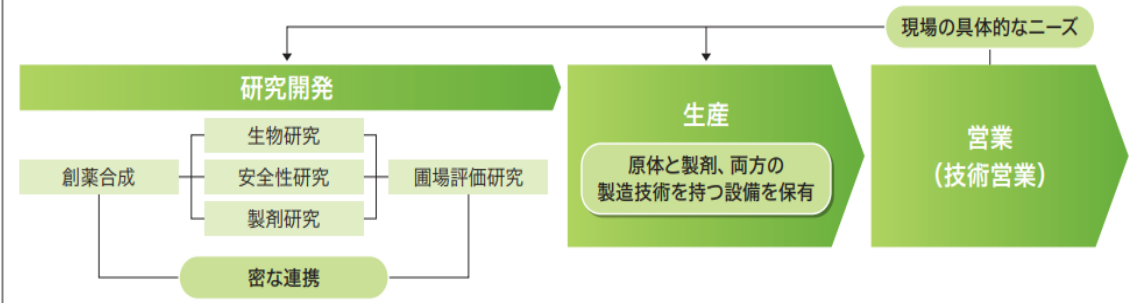 現場の具体的なニーズ
研究開発
生物研究
創薬合成
安全性研究
圃場評価研究
製剤研究
密な連携
生産
原体と製剤、両方の
製造技術を持つ設備を保有
営業
（技術営業）